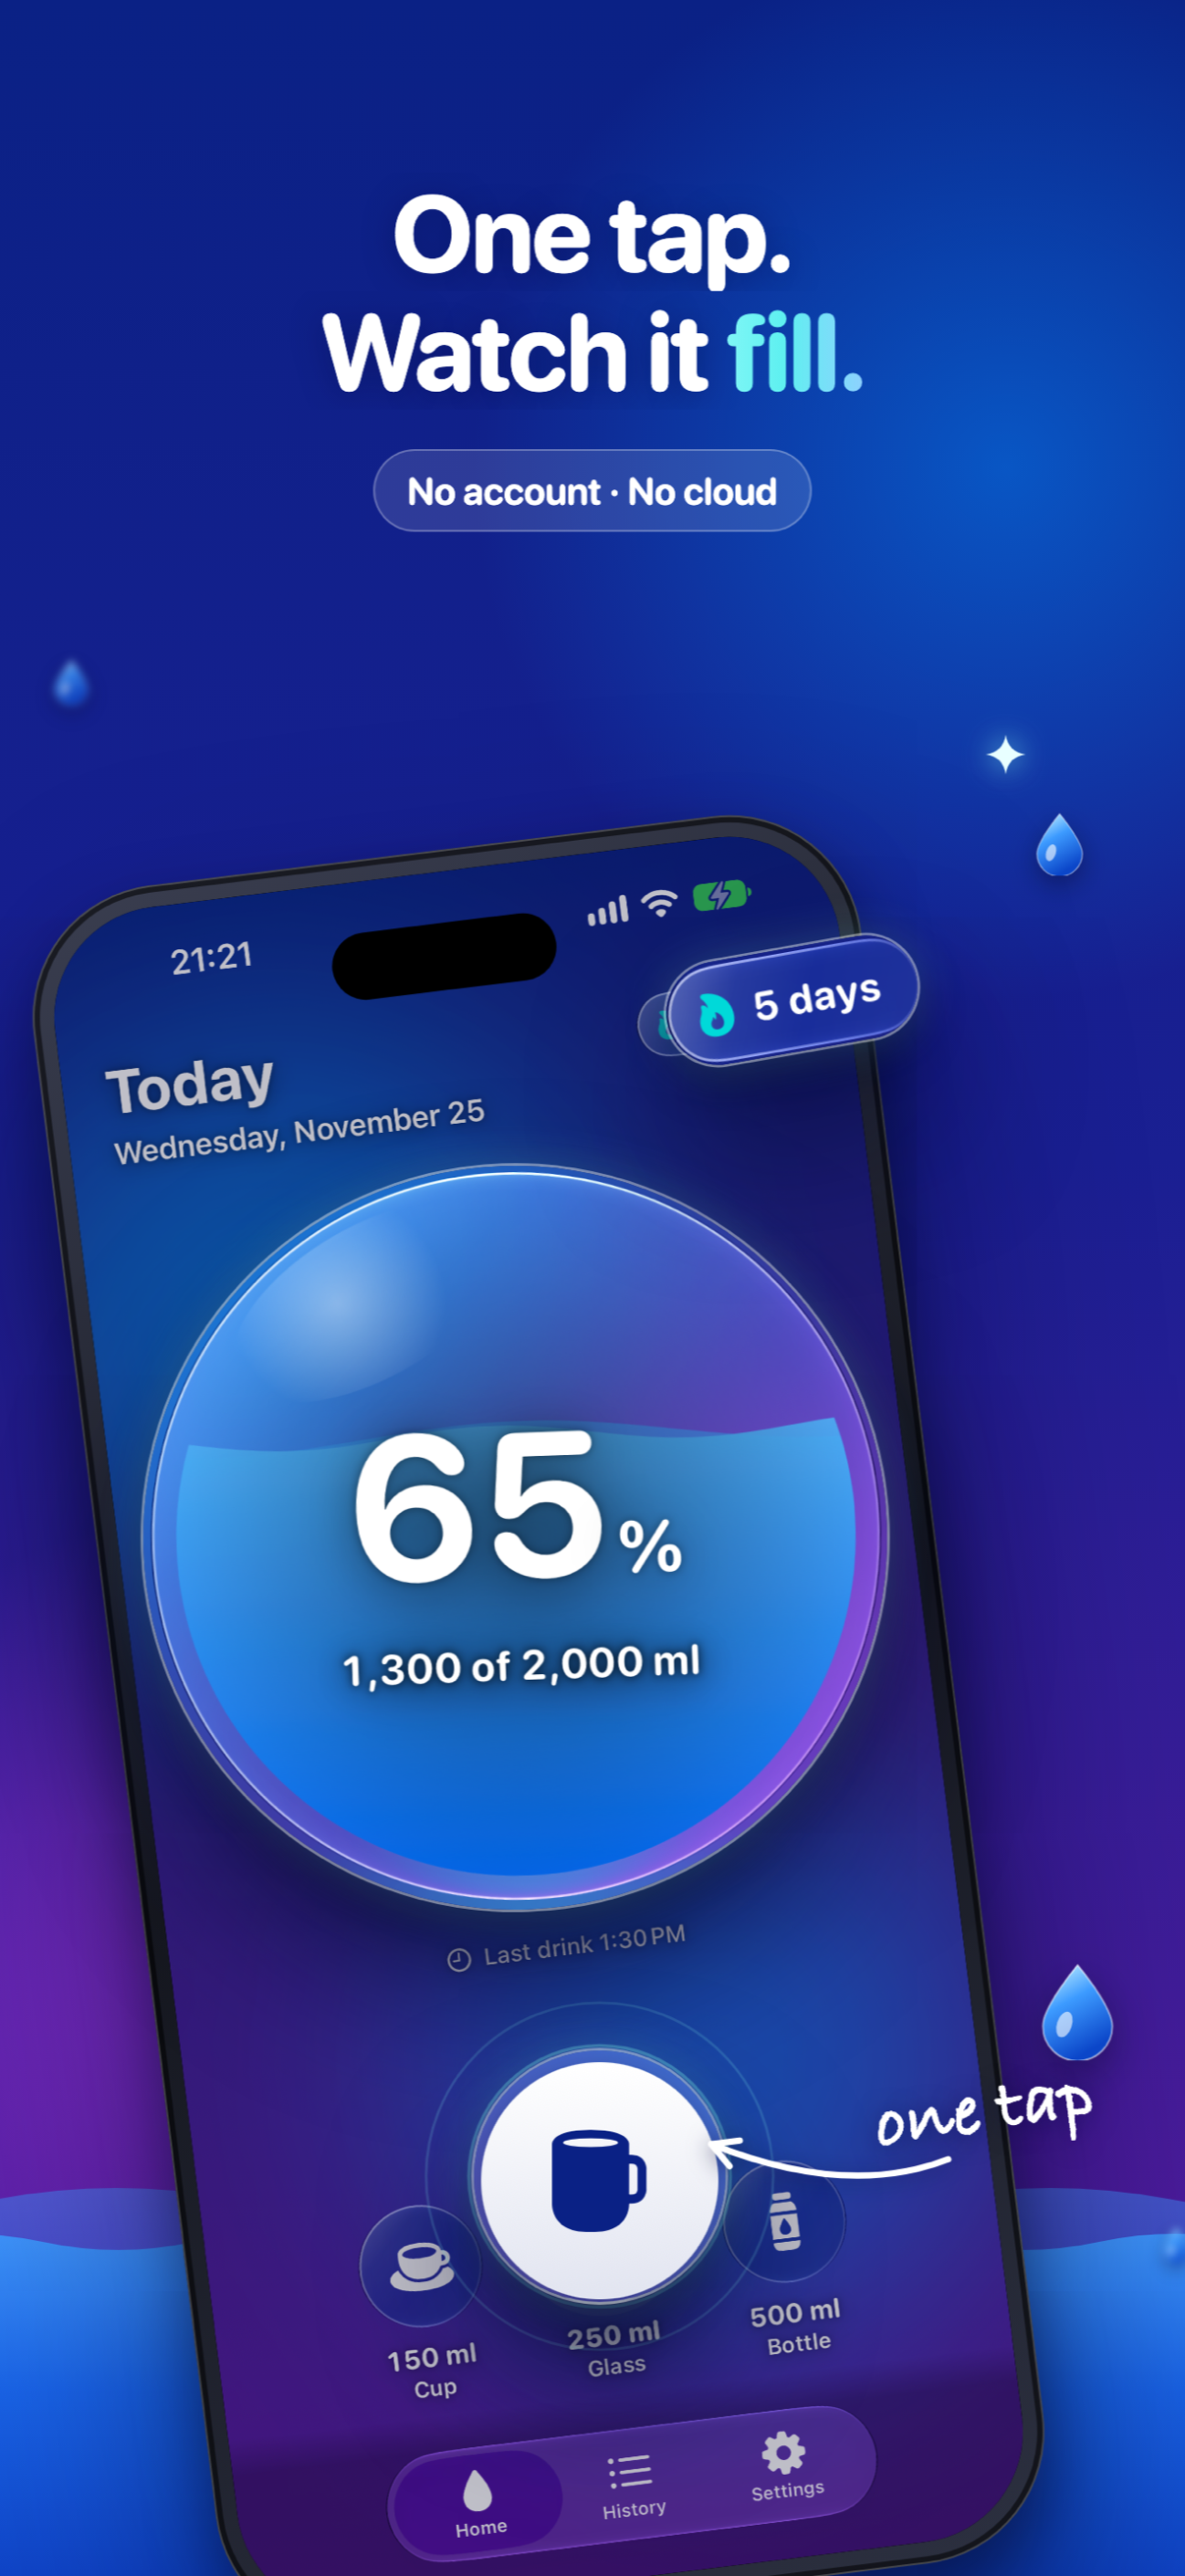 One tap.
Watch it fill.
No account · No cloud
21:21
5 days
Today
Wednesday, November 25
65%
1,300 of 2,000 ml
Last drink 1:30 PM
one tap
150 ml
Cup
250 ml
Glass
500 ml
Bottle
Home
History
Settings